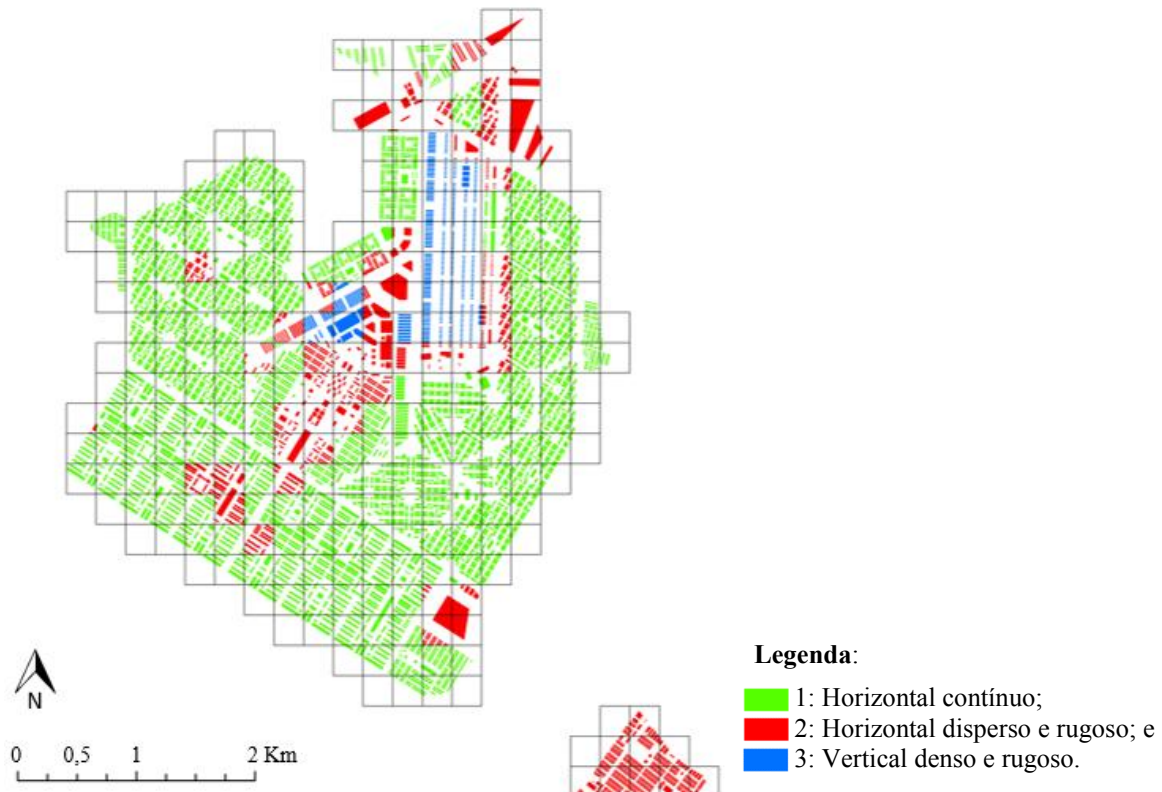 Legenda:
1: Horizontal contínuo;
2: Horizontal disperso e rugoso; e
3: Vertical denso e rugoso.
N
0 0,5 1 2 Km